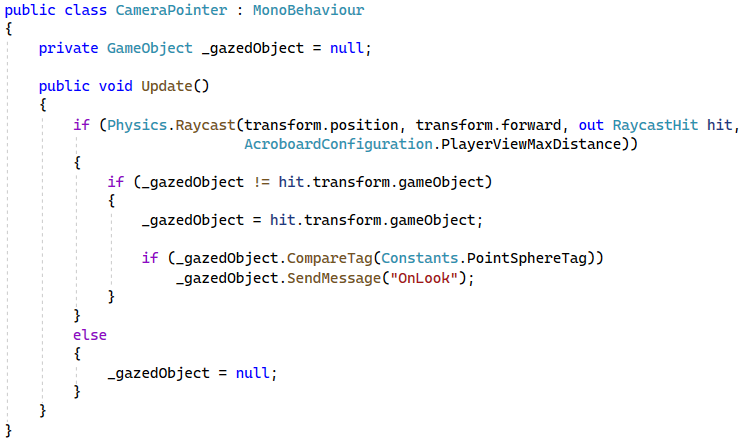 public class CameraPointer : MonoBehaviour
{
    private GameObject _gazedObject = null;

    public void Update()
    {
        if (Physics.Raycast(transform.position, transform.forward, out RaycastHit hit,
                            AcroboardConfiguration.PlayerViewMaxDistance))
        {
            if (_gazedObject != hit.transform.gameObject)
            {
                _gazedObject = hit.transform.gameObject;

                if (_gazedObject.CompareTag(Constants.PointSphereTag))
                    _gazedObject.SendMessage("OnLook");
            }
        }
        else
        {
            _gazedObject = null;
        }
    }
}